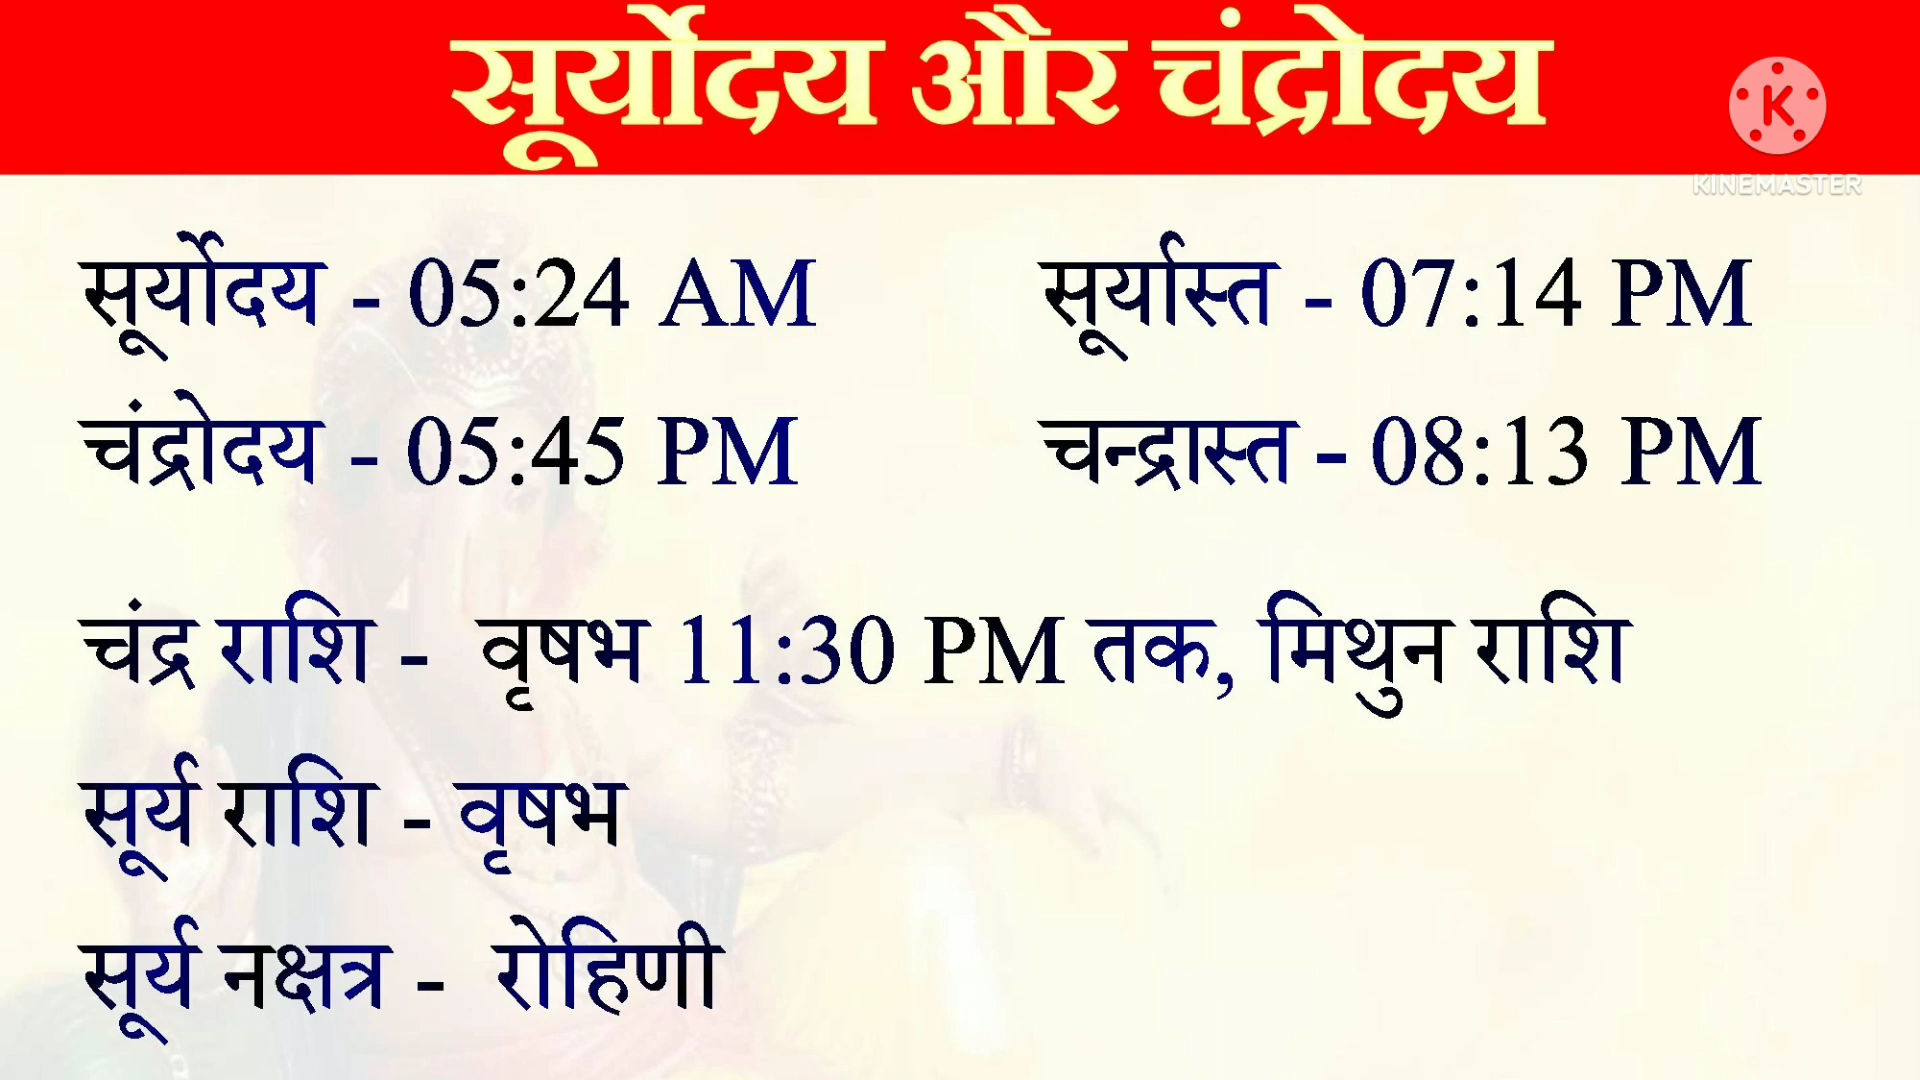 सूर्योदय और चंद्रोदय
KINEMASTER
सूर्योदय - 05:24 AM
सूर्यास्त - 07:14 PM
चंद्रोदय - 05:45 PM
चन्द्रास्त - 08:13 PM
चंद्र राशि - वृषभ 11:30 PM तक, मिथुन राशि
सूर्य राशि - वृषभ
सूर्य नक्षत्र - रोहिणी